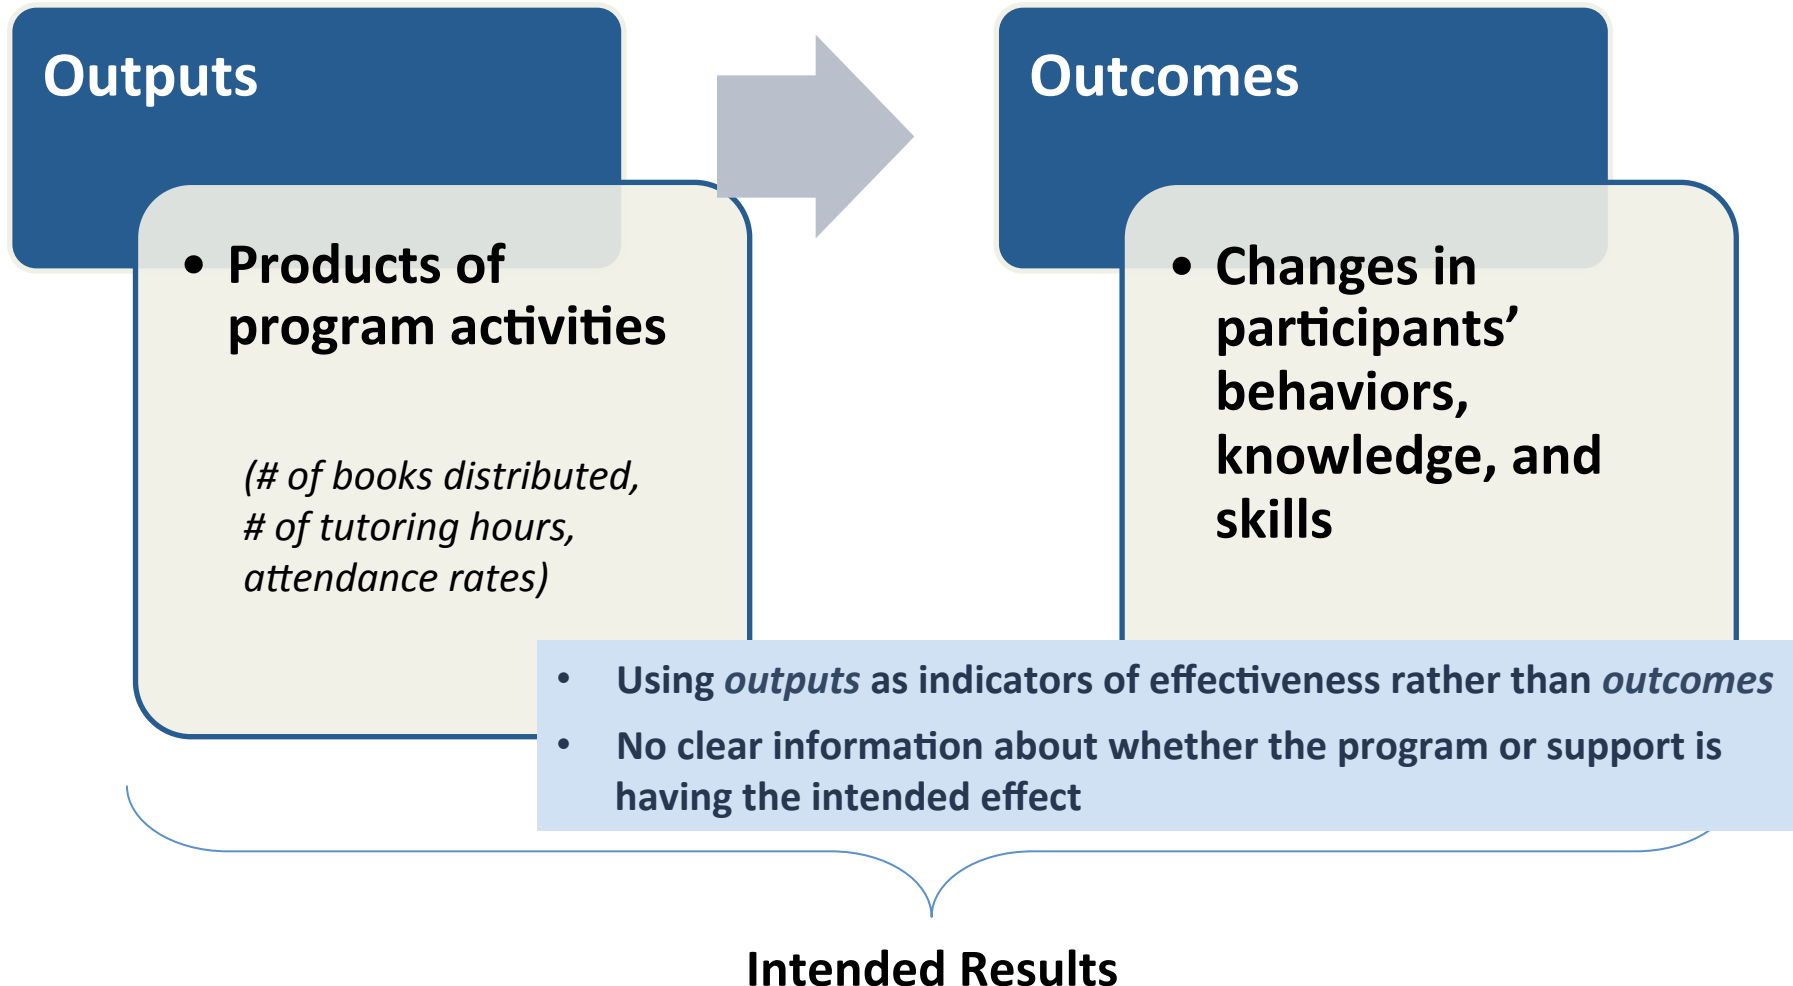 Outputs
• Products of
program activities
(# of books distributed,
# of tutoring hours,
attendance rates)
Outcomes
• Changes in
participants’
behaviors,
knowledge, and
skills
• Using outputs as indicators of effectiveness rather than outcomes
• No clear information about whether the program or support is
having the intended effect
Intended Results